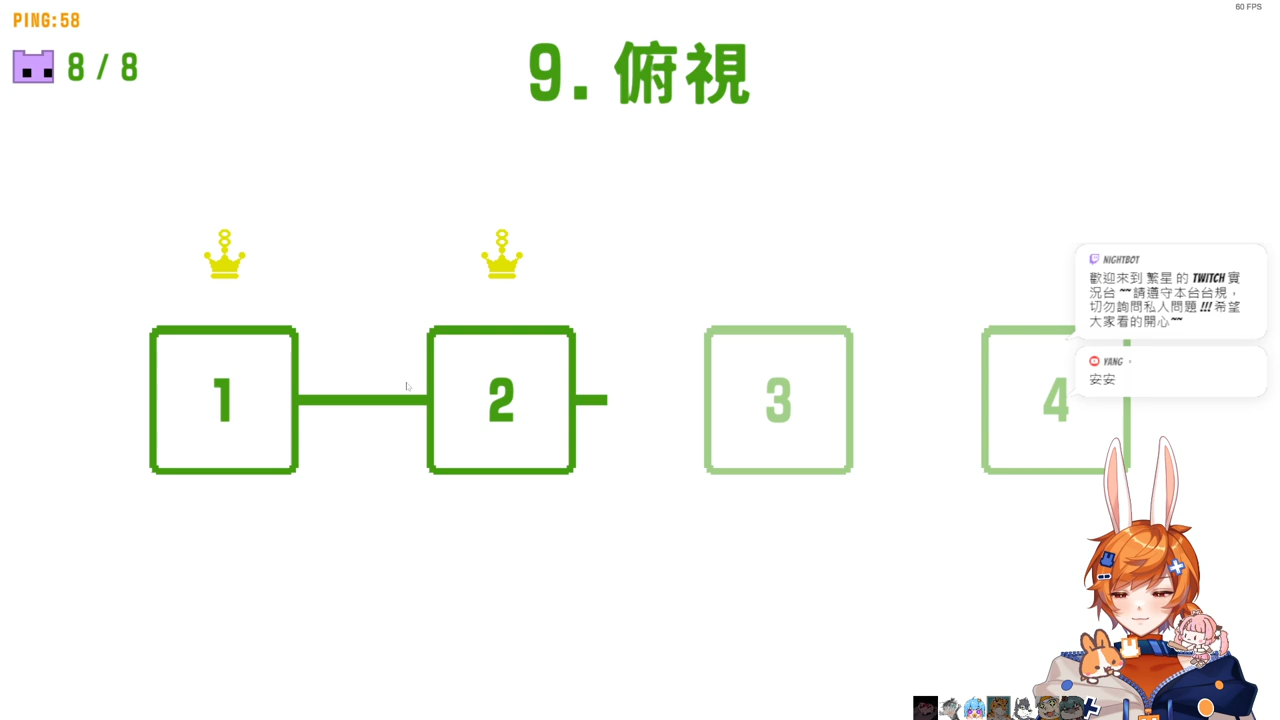 PING:58
60 FPS
8 / 8
9. 俯視
8
8
1
2
3
4
NIGHTBOT
歡迎來到 繁星 的 TWITCH 實
況台 ~~ 請遵守本台台規，
切勿詢問私人問題 !!! 希望
大家看的開心~~
YANG
安安